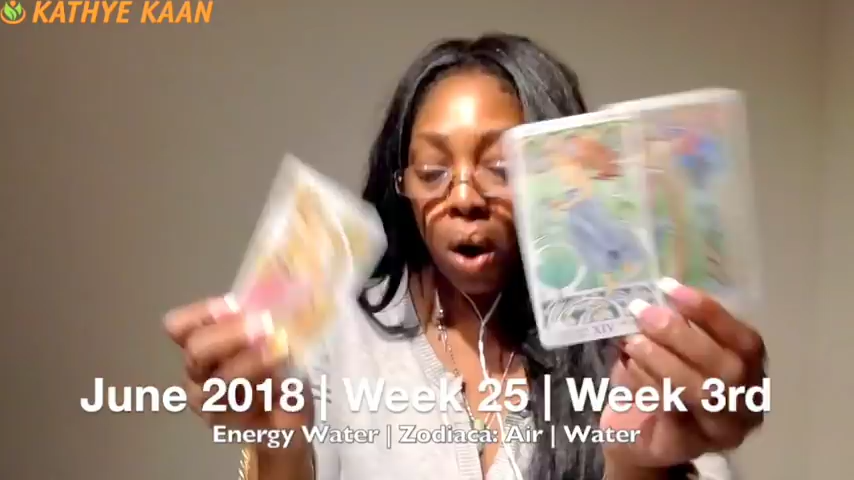 KATHYE KAAN
XIV
June 2018 | Week 25 | Week 3rd
Energy Water | Zodiaca: Air | Water